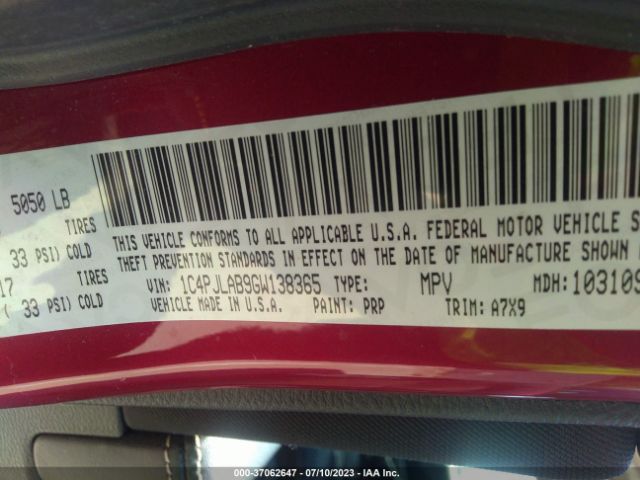 5050 LB
TIRES
33 PSI) COLD
17 TIRES
( 33 PSI) COLD
THIS VEHICLE CONFORMS TO ALL APPLICABLE U.S.A. FEDERAL MOTOR VEHICLE S
THEFT PREVENTION STANDARDS IN EFFECT ON THE DATE OF MANUFACTURE SHOWN
VIN: 1C4PJLAB9GW138365 TYPE: MPV MDH: 103109
VEHICLE MADE IN U.S.A. PAINT: PRP TRIM: A7X9
000-37062647 - 07/10/2023 - IAA Inc.